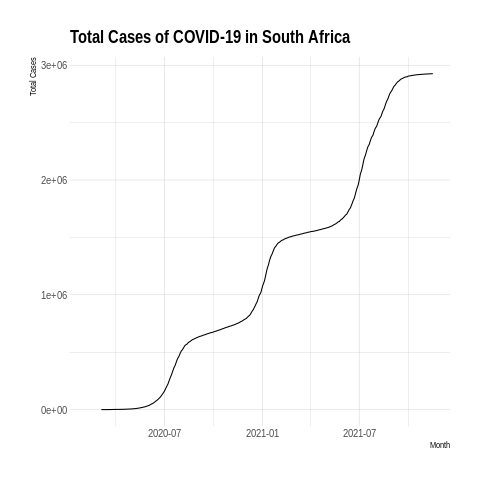 Total Cases of COVID-19 in South Africa
Total Cases
3e+06
2e+06
1e+06
0e+00
2020-07 2021-01 2021-07
Month